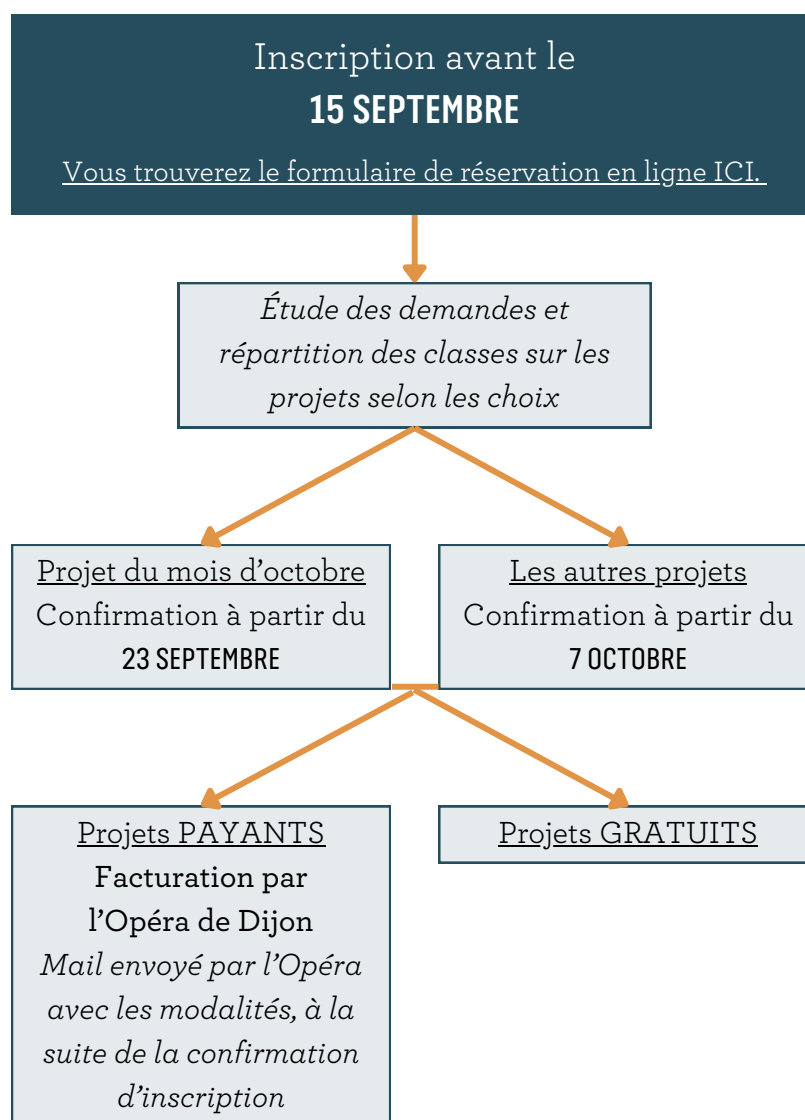 Inscription avant le
15 SEPTEMBRE
Vous trouverez le formulaire de réservation en ligne ICI.
Étude des demandes et
répartition des classes sur les
projets selon les choix
Projet du mois d'octobre
Confirmation à partir du
23 SEPTEMBRE
Les autres projets
Confirmation à partir du
7 OCTOBRE
Projets PAYANTS
Facturation par
l'Opéra de Dijon
Mail envoyé par l'Opéra
avec les modalités, à la
suite de la confirmation
d'inscription
Projets GRATUITS